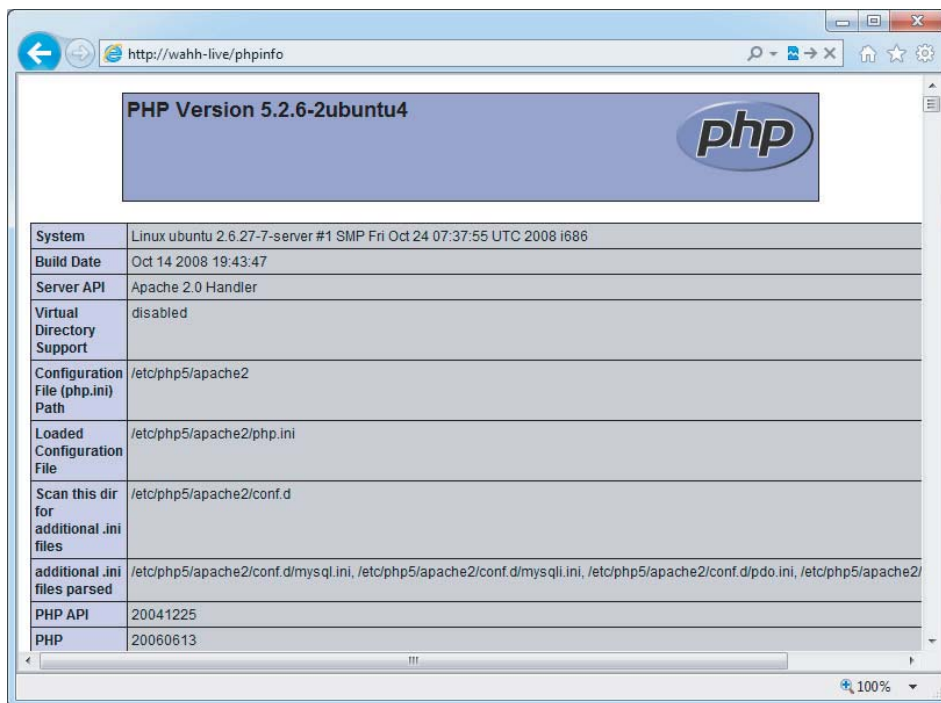 http://wahh-live/phpinfo
PHP Version 5.2.6-2ubuntu4
php
System Linux ubuntu 2.6.27-7-server #1 SMP Fri Oct 24 07:37:55 UTC 2008 i686
Build Date Oct 14 2008 19:43:47
Server API Apache 2.0 Handler
Virtual disabled
Directory
Support
Configuration /etc/php5/apache2
File (php.ini)
Path
Loaded /etc/php5/apache2/php.ini
Configuration
File
Scan this dir /etc/php5/apache2/conf.d
for
additional .ini
files
additional .ini /etc/php5/apache2/conf.d/mysql.ini, /etc/php5/apache2/conf.d/mysqli.ini, /etc/php5/apache2/conf.d/pdo.ini, /etc/php5/apache2/
files parsed
PHP API 20041225
PHP 20060613
100%